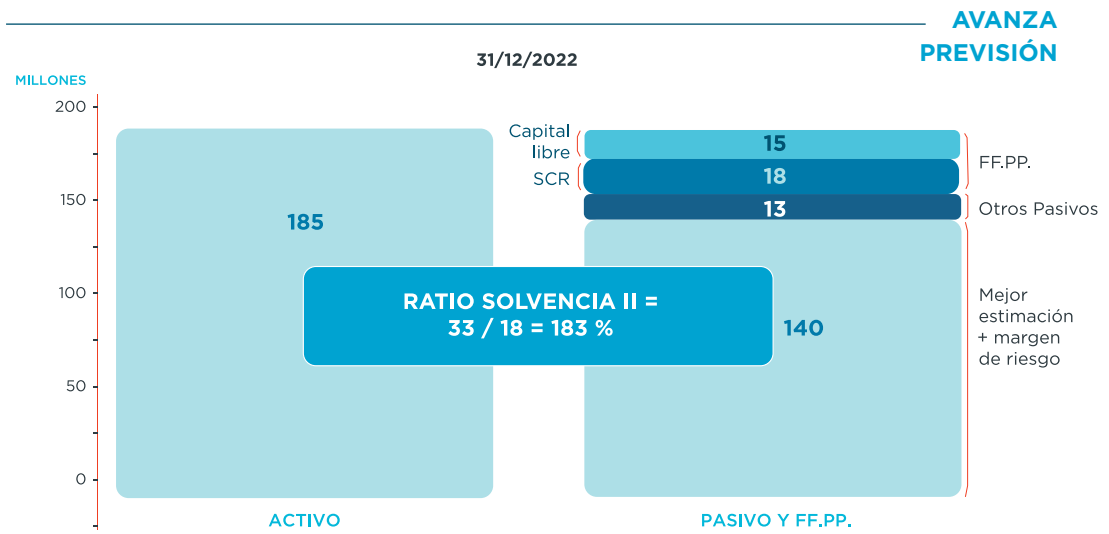 AVANZA
PREVISIÓN
31/12/2022
MILLONES
200
150
100
50
0
185
ACTIVO
RATIO SOLVENCIA II =
33 / 18 = 183 %
Capital
libre
SCR
15
18
13
140
FF.PP.
Otros Pasivos
Mejor
estimación
+ margen
de riesgo
PASIVO Y FF.PP.